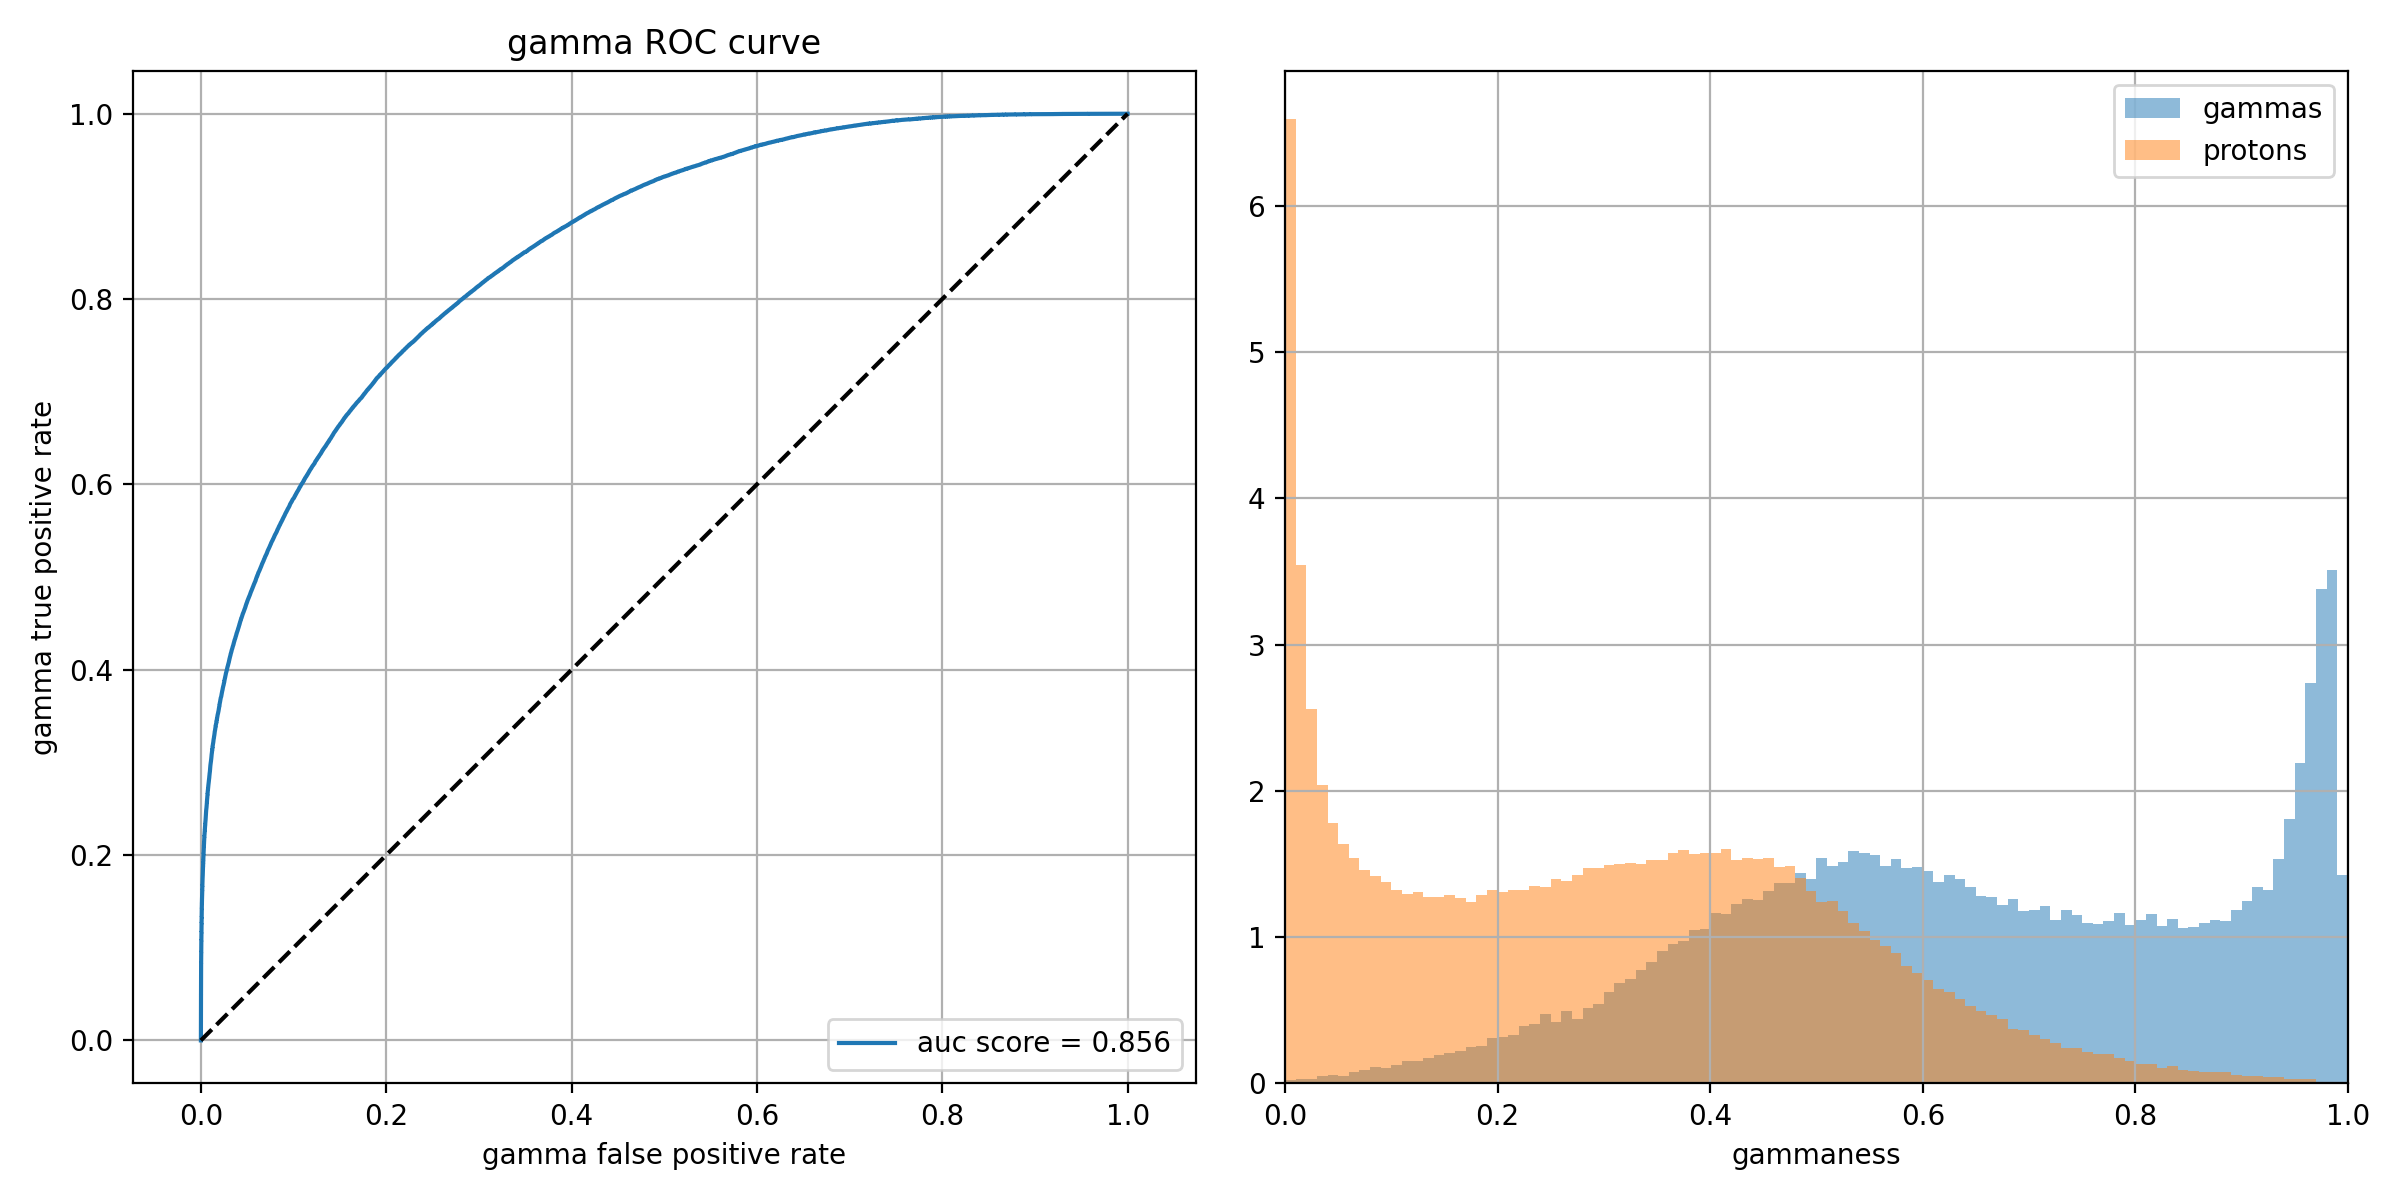 gamma ROC curve
1.0
0.8
0.6
0.4
0.2
0.0
gamma true positive rate
0.0 0.2 0.4 0.6 0.8 1.0
gamma false positive rate
auc score = 0.856
gammas
protons
6
5
4
3
2
1
0
0.0 0.2 0.4 0.6 0.8 1.0
gammaness